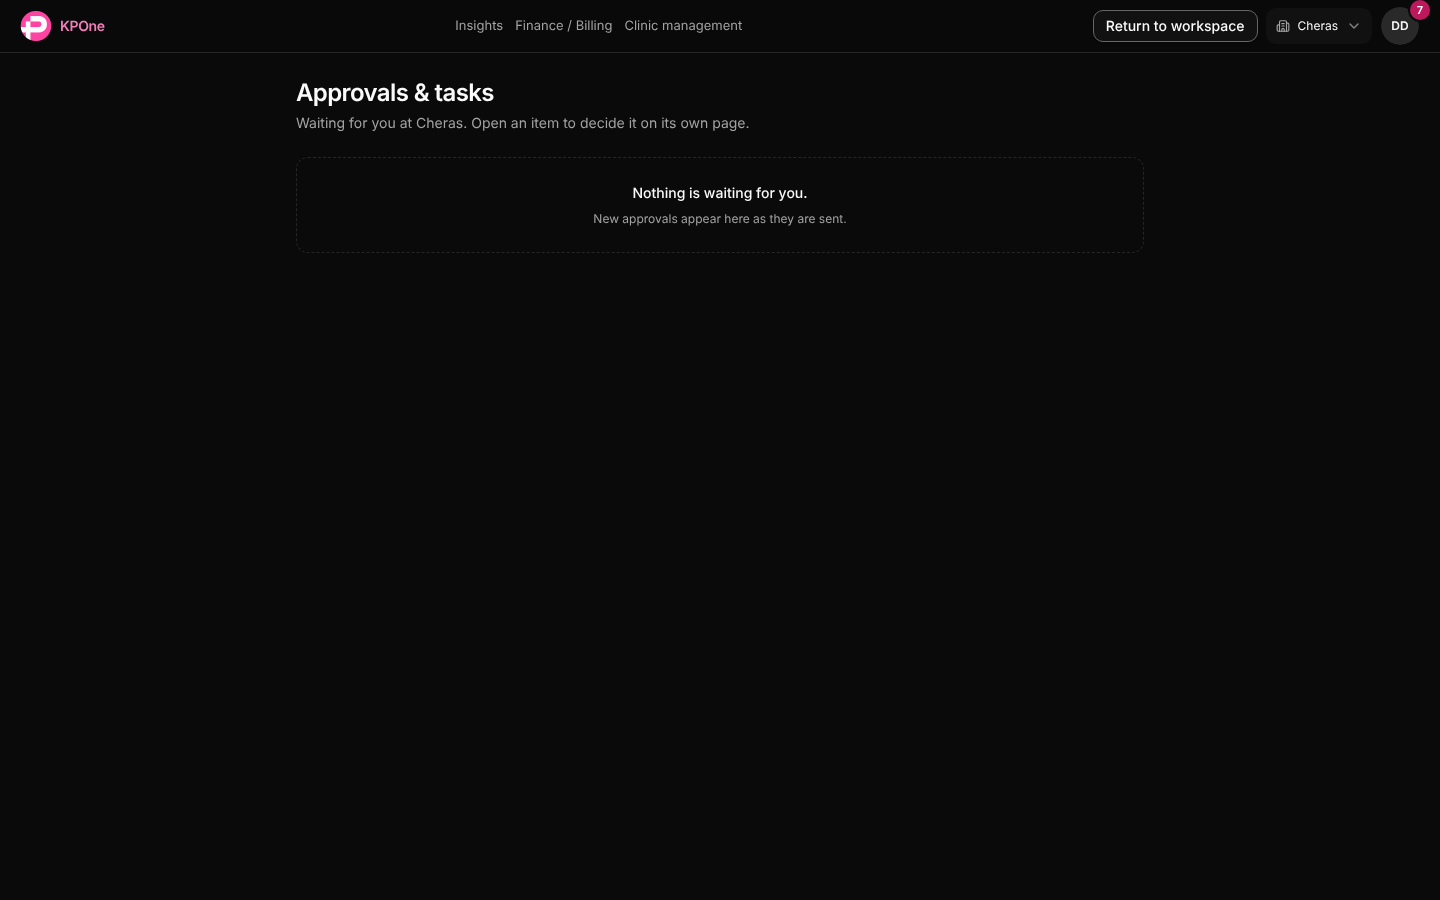 KPOne
Insights Finance / Billing Clinic management
Return to workspace
Cheras
DD
7
Approvals & tasks
Waiting for you at Cheras. Open an item to decide it on its own page.
Nothing is waiting for you.
New approvals appear here as they are sent.